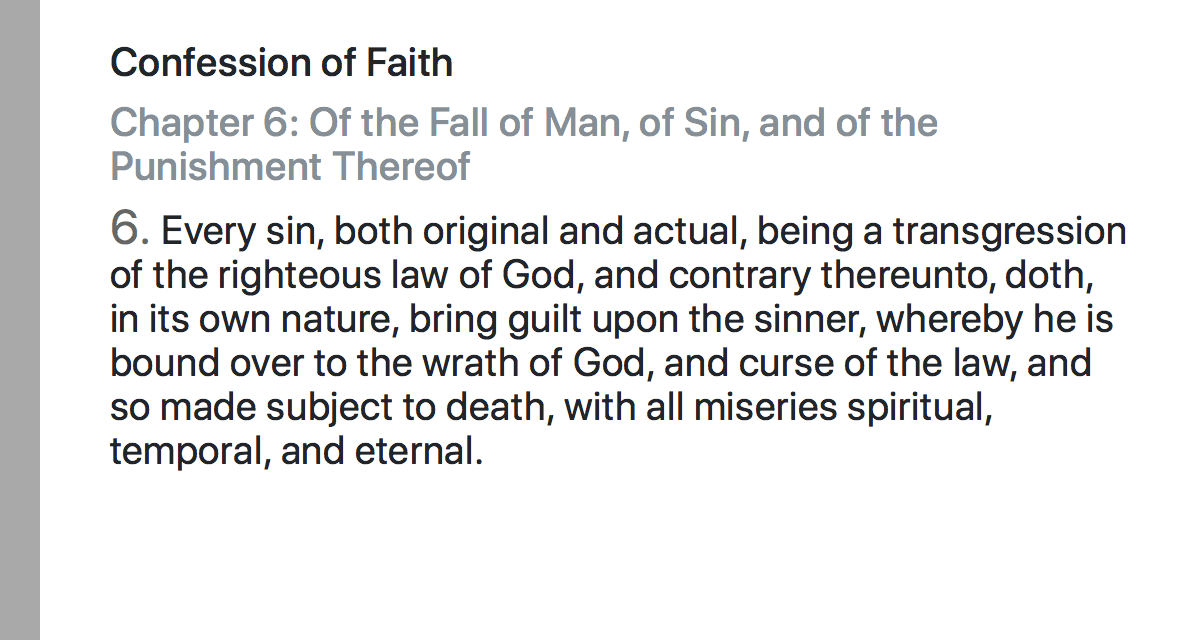 Confession of Faith
Chapter 6: Of the Fall of Man, of Sin, and of the
Punishment Thereof
6. Every sin, both original and actual, being a transgression
of the righteous law of God, and contrary thereunto, doth,
in its own nature, bring guilt upon the sinner, whereby he is
bound over to the wrath of God, and curse of the law, and
so made subject to death, with all miseries spiritual,
temporal, and eternal.